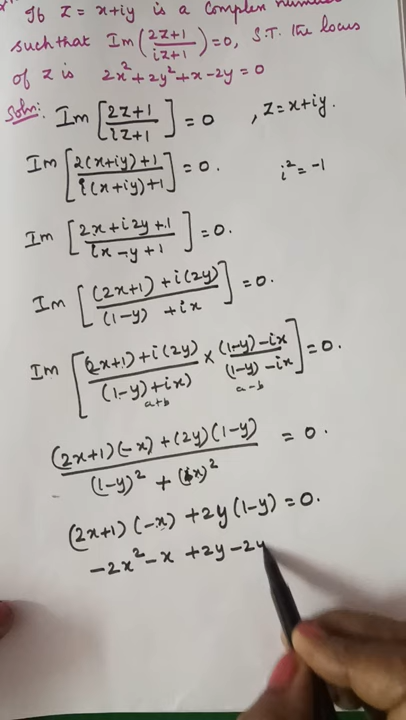 If z = x+iy is a Complex number
such that Im(2z+1/iz+1)=0, S.T. the locus
of z is 2x²+2y²+x-2y=0
Soln: Im[2z+1/iz+1]=0, z=x+iy.
Im[2(x+iy)+1/i(x+iy)+1]=0. i²=-1
Im[2x+i2y+1/ix-y+1]=0.
Im[(2x+1)+i(2y)/(1-y)+ix]=0.
Im[(2x+1)+i(2y)/(1-y)+ix) × (1-y)-ix/(1-y)-ix]=0.
a+b a-b
(2x+1)(-x)+(2y)(1-y)/(1-y)²+(x)² = 0.
(2x+1)(-x)+2y(1-y)=0.
-2x²-x+2y-2y